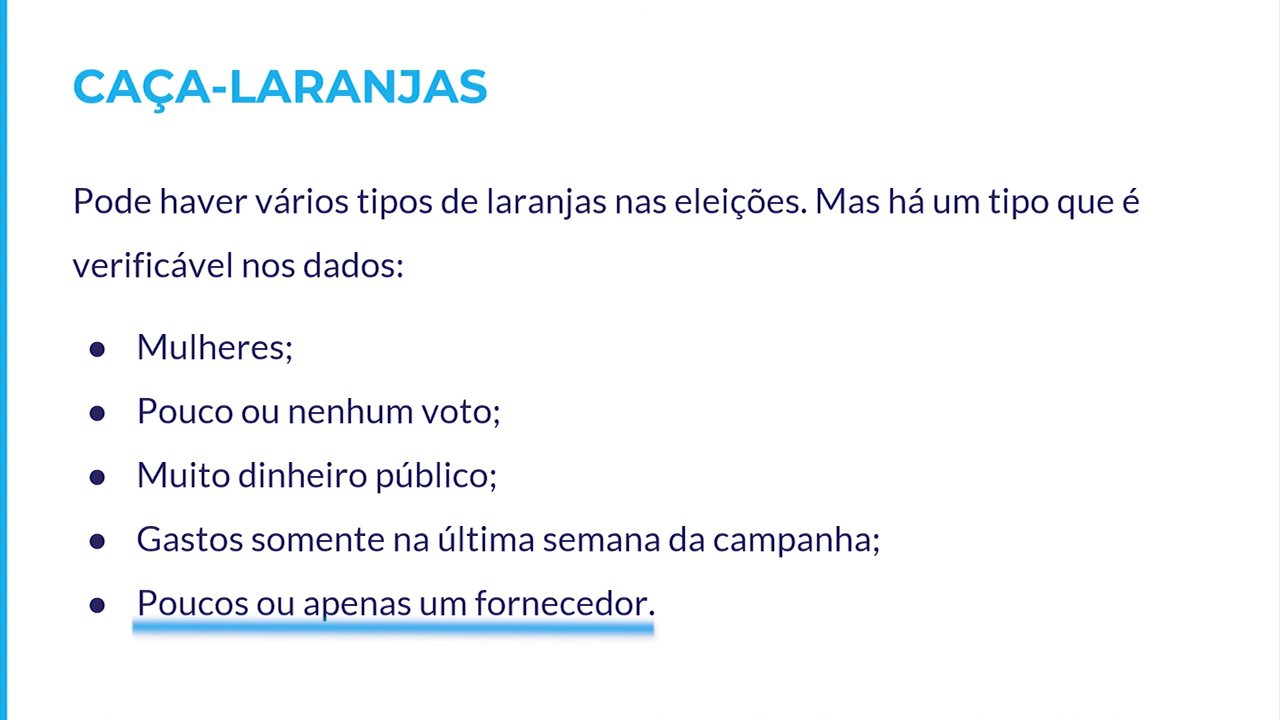 CAÇA-LARANJAS
Pode haver vários tipos de laranjas nas eleições. Mas há um tipo que é
verificável nos dados:
● Mulheres;
● Pouco ou nenhum voto;
● Muito dinheiro público;
● Gastos somente na última semana da campanha;
● Poucos ou apenas um fornecedor.